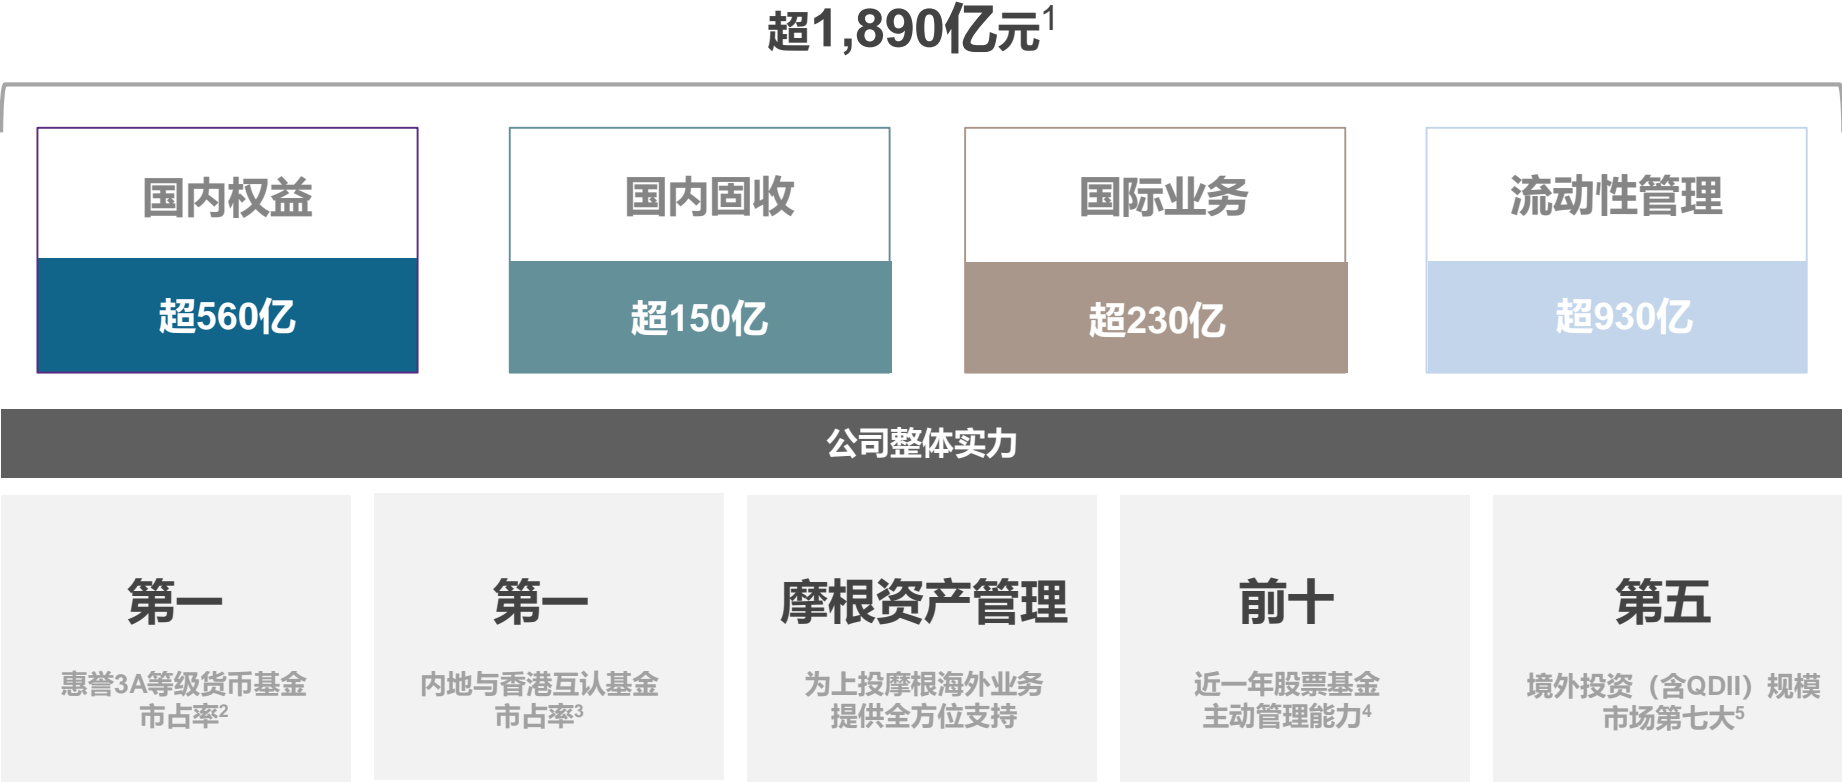 超1,890亿元1
国内权益
国内固收
国际业务
流动性管理
超560亿
超150亿
超230亿
超930亿
公司整体实力
第一
惠誉3A等级货币基金
市占率2
第一
内地与香港互认基金
市占率3
摩根资产管理
为上投摩根海外业务
提供全方位支持
前十
近一年股票基金
主动管理能力4
第五
境外投资（含QDII）规模
市场第七大5